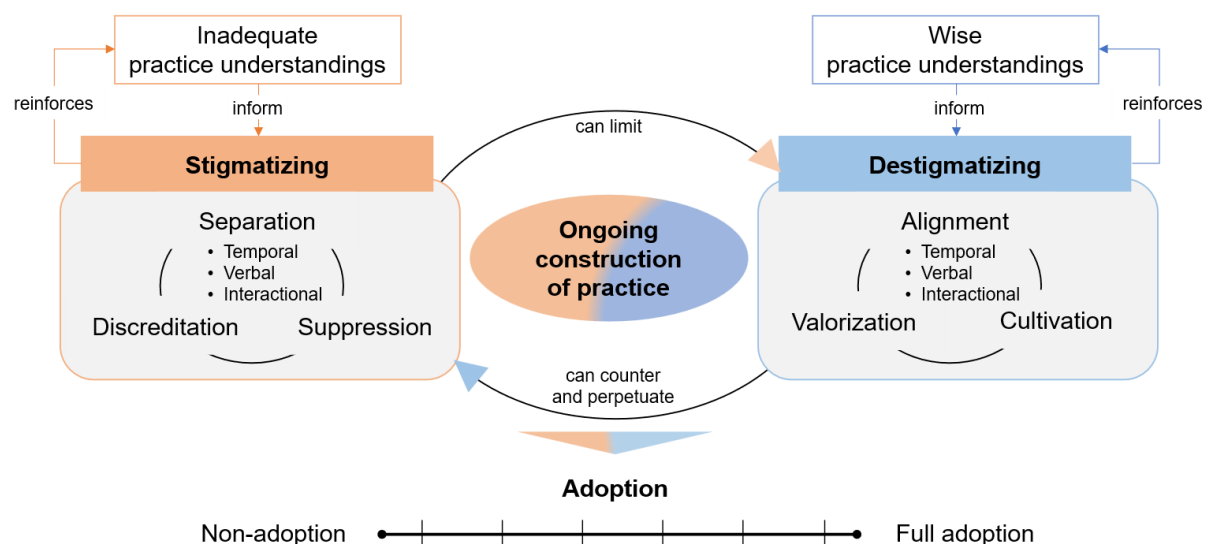 Inadequate
practice understandings
reinforces
inform
Stigmatizing
Separation
• Temporal
• Verbal
• Interactional
Discreditation
Suppression
can limit
Ongoing
construction
of practice
can counter
and perpetuate
Wise
practice understandings
inform
reinforces
Destigmatizing
Alignment
• Temporal
• Verbal
• Interactional
Valorization
Cultivation
Adoption
Non-adoption
Full adoption